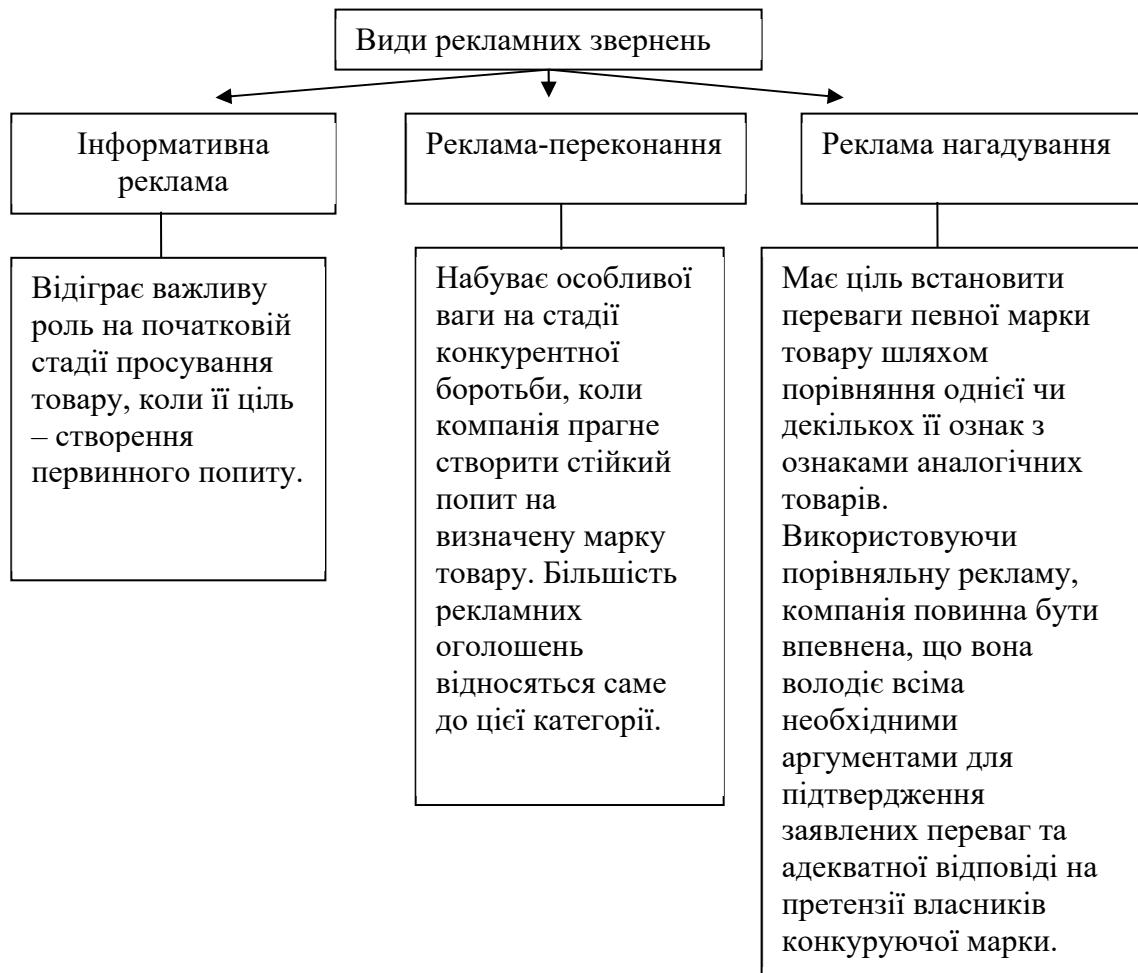 Види рекламних звернень
Інформативна
реклама
Реклама-переконання
Реклама нагадування
Відіграє важливу
роль на початковій
стадії просування
товару, коли її ціль
– створення
первинного попиту.
Набуває особливої
ваги на стадії
конкурентної
боротьби, коли
компанія прагне
створити стійкий
попит на
визначену марку
товару. Більшість
рекламних
оголошень
відносяться саме
до цієї категорії.
Має ціль встановити
переваги певної марки
товару шляхом
порівняння однієї чи
декількох її ознак з
ознаками аналогічних
товарів.
Використовуючи
порівняльну рекламу,
компанія повинна бути
впевнена, що вона
володіє всіма
необхідними
аргументами для
підтвердження
заявлених переваг та
адекватної відповіді на
претензії власників
конкуруючої марки.